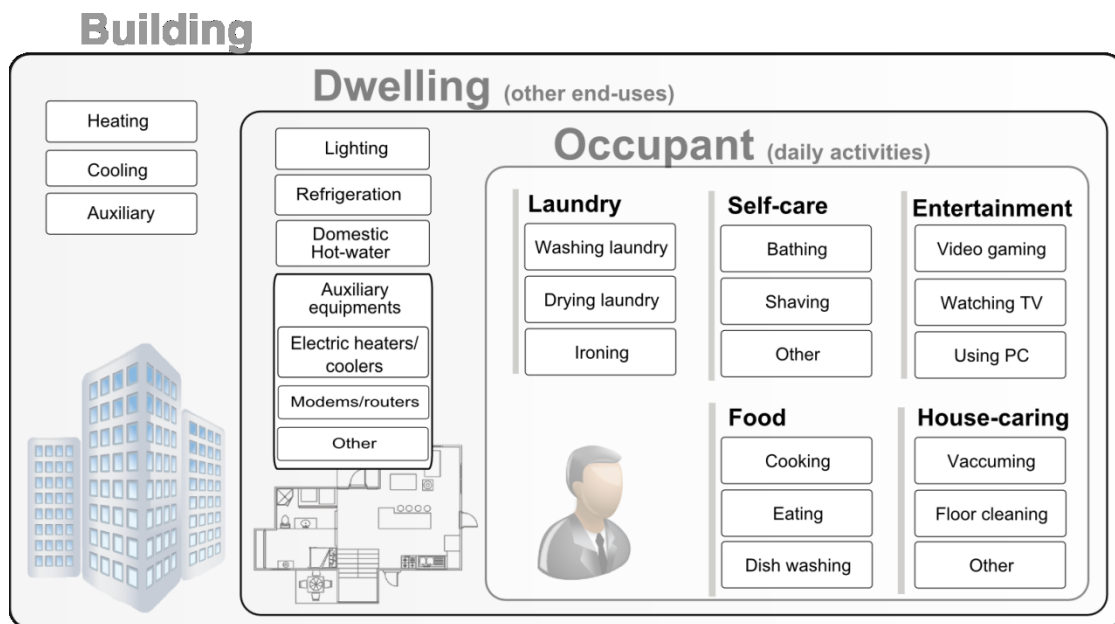 Building
Dwelling (other end-uses)
Heating
Cooling
Auxiliary
Lighting
Refrigeration
Domestic
Hot-water
Auxiliary
equipments
Electric heaters/
coolers
Modems/routers
Other
Occupant (daily activities)
Laundry
Washing laundry
Drying laundry
Ironing
Self-care
Bathing
Shaving
Other
Entertainment
Video gaming
Watching TV
Using PC
Food
Cooking
Eating
Dish washing
House-caring
Vaccuming
Floor cleaning
Other